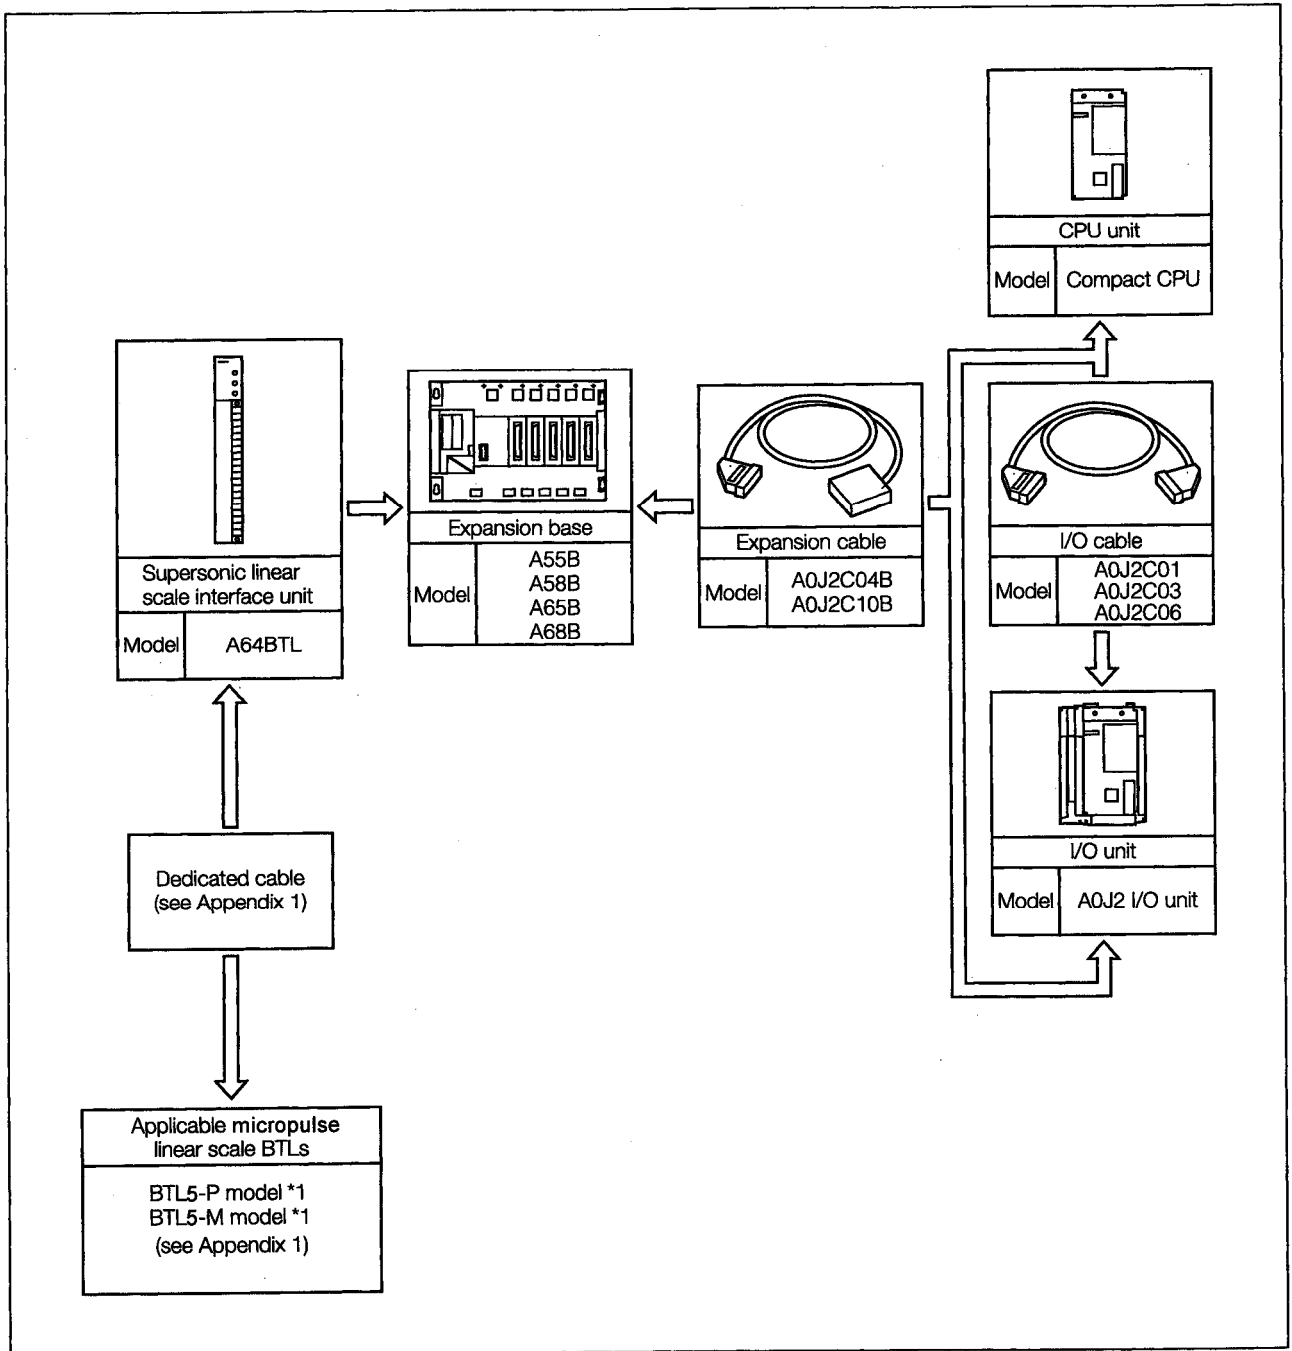 CPU unit
Model Compact CPU
Supersonic linear
scale interface unit
Model A64BTL
Expansion base
Model
A55B
A58B
A65B
A68B
Expansion cable
Model
A0J2C04B
A0J2C10B
I/O cable
Model
A0J2C01
A0J2C03
A0J2C06
I/O unit
Model A0J2 I/O unit
Dedicated cable
(see Appendix 1)
Applicable micropulse
linear scale BTLs
BTL5-P model *1
BTL5-M model *1
(see Appendix 1)